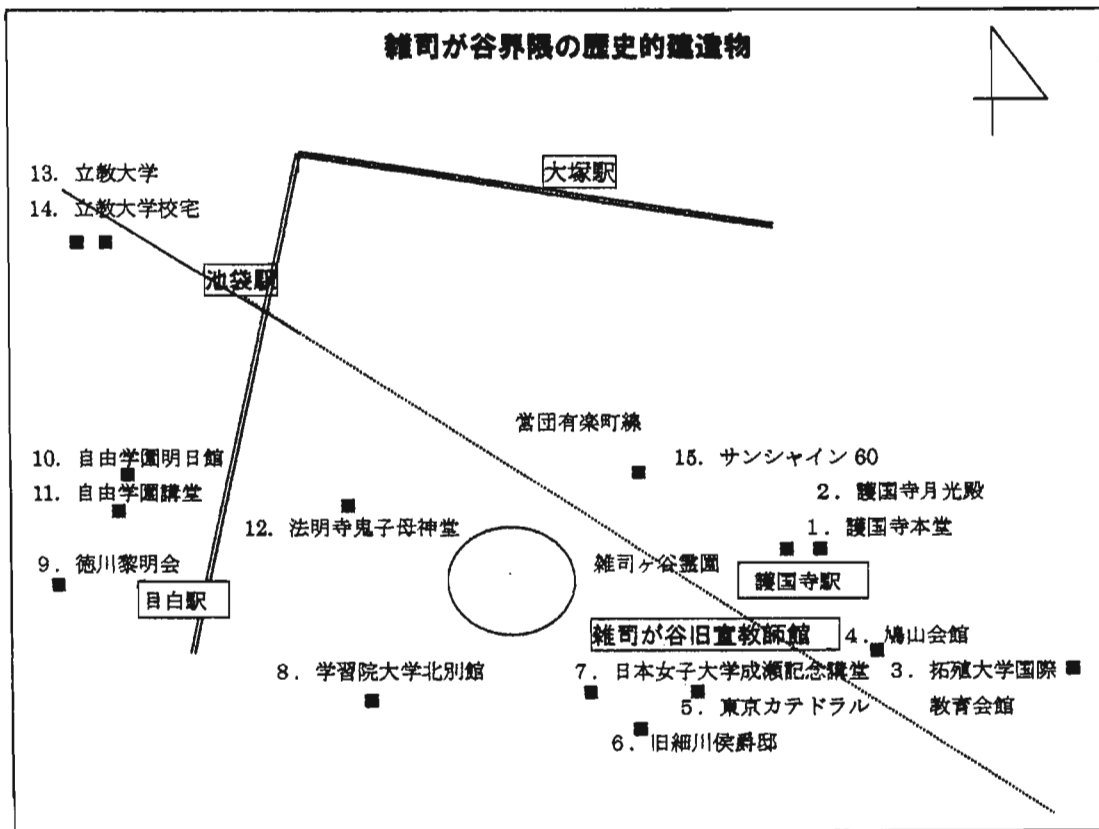 雑司が谷界隈の歴史的建造物
大塚駅
13. 立教大学
14. 立教大学校宅
池袋駅
営団有楽町線
10. 自由学園明日館
15. サンシャイン 60
11. 自由学園講堂
2. 護国寺月光殿
12. 法明寺鬼子母神堂
1. 護国寺本堂
9. 徳川黎明会
雑司ヶ谷霊園
護国寺駅
目白駅
雑司が谷旧宣教師館
4. 鳩山会館
8. 学習院大学北別館
7. 日本女子大学成瀬記念講堂
3. 拓殖大学国際
教育会館
5. 東京カテドラル
6. 旧細川侯爵邸